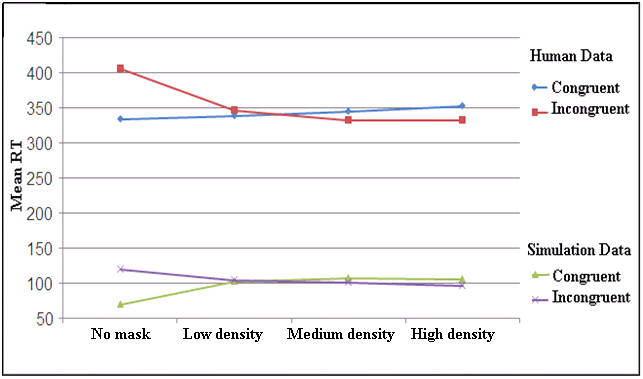 450
400
350
300
250
200
150
100
50
Mean RT
No mask
Low density
Medium density
High density
Human Data
Congruent
Incongruent
Simulation Data
Congruent
Incongruent